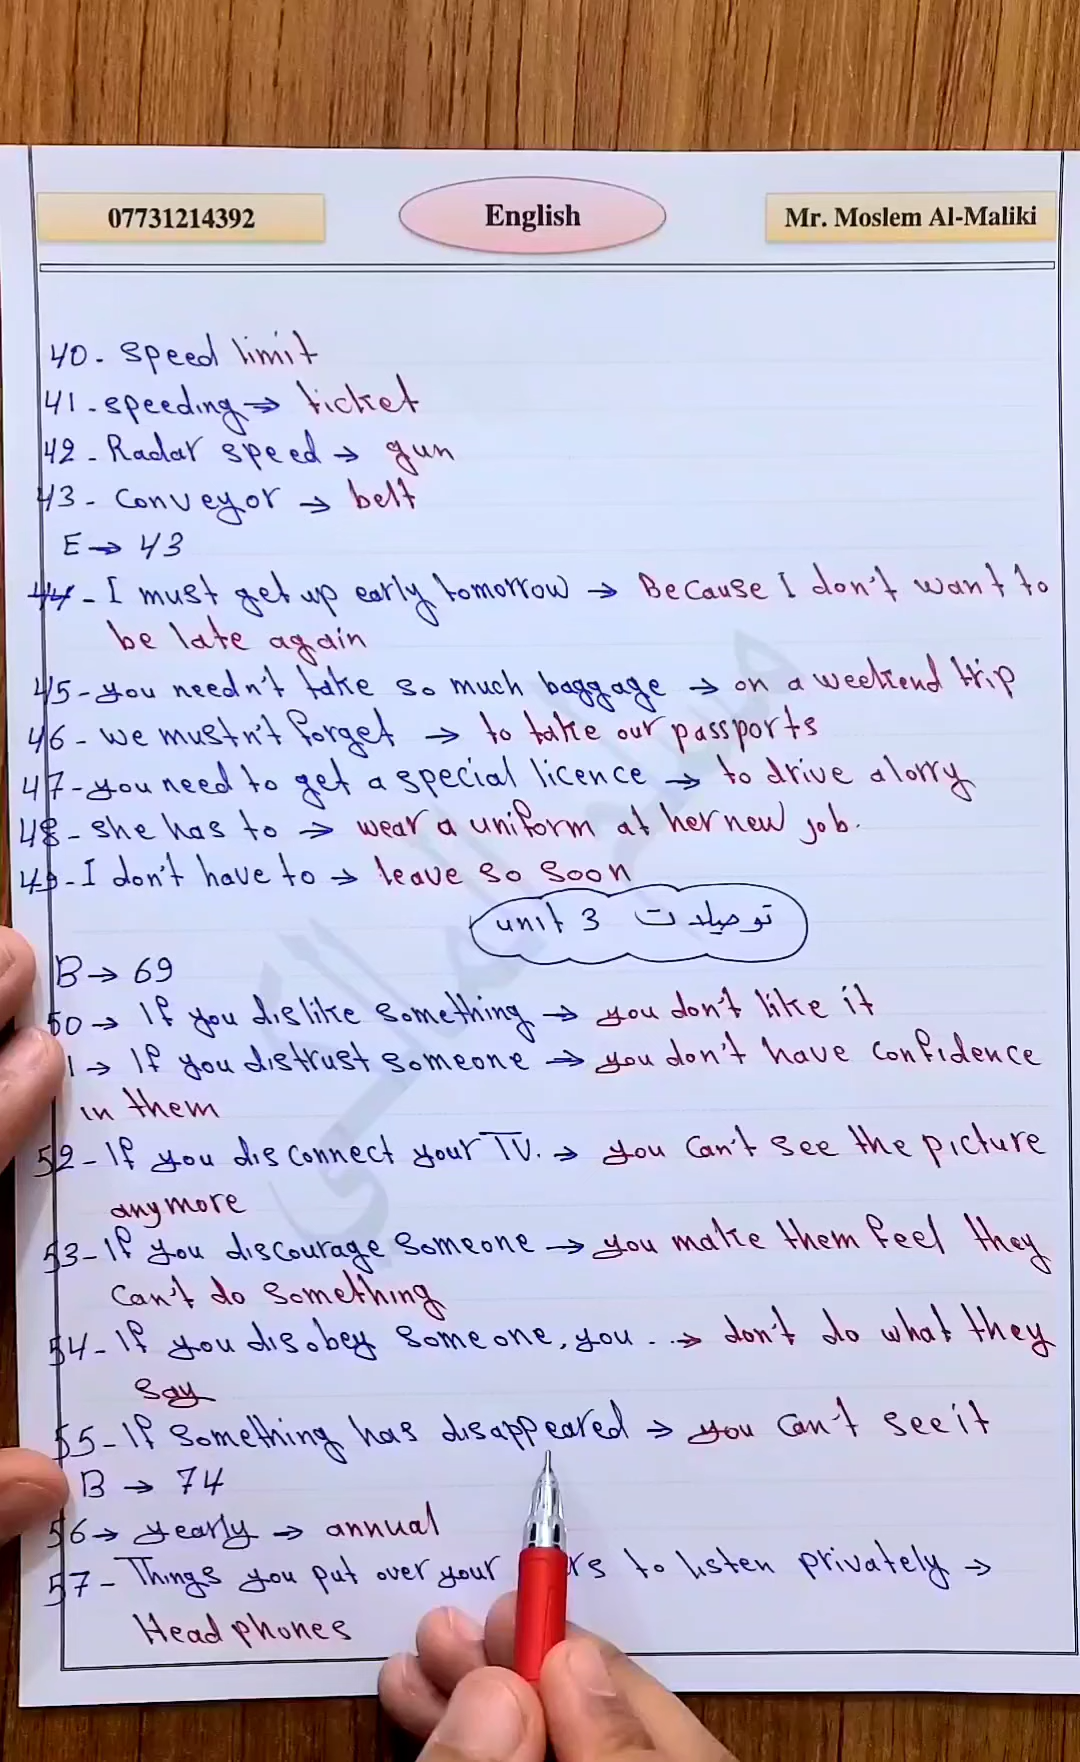 07731214392 English Mr. Moslem Al-Maliki
40- speed limit
41-speeding → ticket
42- Radar speed → gun
43- Conveyor → belt
E → 43
44- I must get up early tomorrow → Because I don't want to
be late again
45-you needn't take so much baggage → on a weekend trip
46- we mustn't forget → to take our passports
47-you need to get a special licence → to drive a lorry
48- she has to → wear a uniform at her new job.
49-I don't have to → leave so soon
unit 3 توصيلات
B → 69
50 → If you dislike something → you don't like it
1 → If you distrust someone → you don't have confidence
in them
52-If you disconnect your TV. → you can't see the picture
anymore
53-If you discourage someone → you make them feel they
can't do something
54-If you disobey someone, you .. → don't do what they
say
55-If something has disappeared → you can't see it
B → 74
56 → yearly → annual
57- Things you put over your rs to listen privately →
Headphones
مسلم المالكي